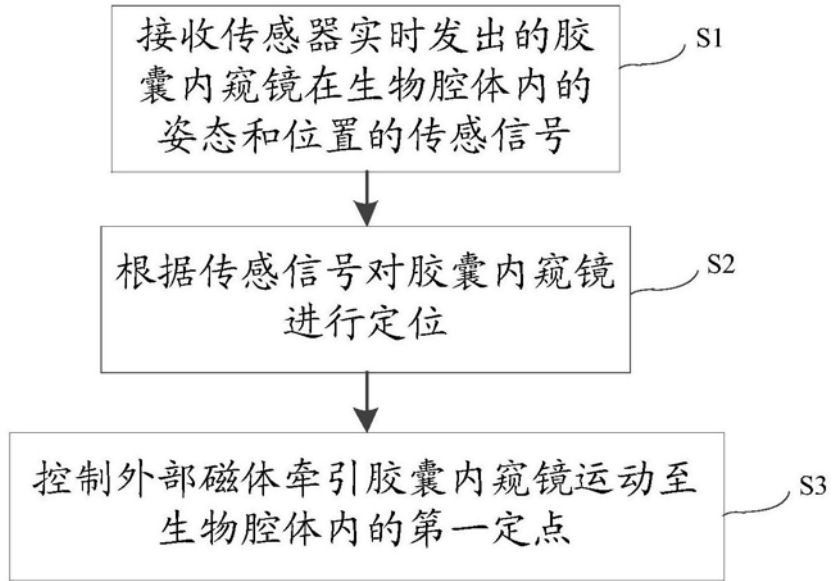 接收传感器实时发出的胶
囊内窥镜在生物腔体内的
姿态和位置的传感信号
S1
根据传感信号对胶囊内窥镜
进行定位
S2
控制外部磁体牵引胶囊内窥镜运动至
生物腔体内的第一定点
S3